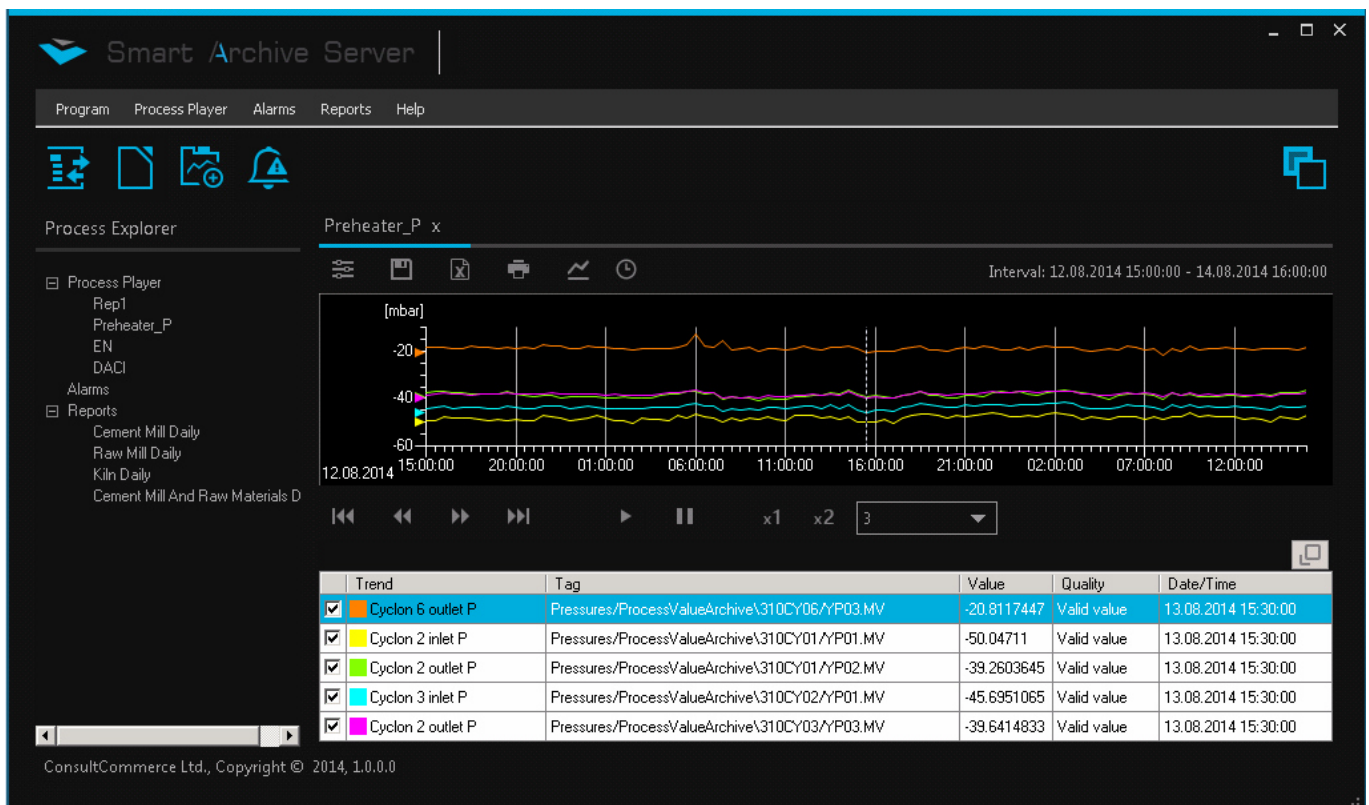 Smart Archive Server
Program Process Player Alarms Reports Help
Process Explorer
Process Player
Rep1
Preheater_P
EN
DACI
Alarms
Reports
Cement Mill Daily
Raw Mill Daily
Kiln Daily
Cement Mill And Raw Materials D
Preheater_P x
Interval: 12.08.2014 15:00:00 - 14.08.2014 16:00:00
[mbar]
-20
-40
-60
12.08.2014 15:00:00 20:00:00 01:00:00 06:00:00 11:00:00 16:00:00 21:00:00 02:00:00 07:00:00 12:00:00
x1 x2 3
Trend Tag Value Quality Date/Time
Cyclon 6 outlet P Pressures/ProcessValueArchive\310CY06/YP03.MV -20.8117447 Valid value 13.08.2014 15:30:00
Cyclon 2 inlet P Pressures/ProcessValueArchive\310CY01/YP01.MV -50.04711 Valid value 13.08.2014 15:30:00
Cyclon 2 outlet P Pressures/ProcessValueArchive\310CY01/YP02.MV -39.2603645 Valid value 13.08.2014 15:30:00
Cyclon 3 inlet P Pressures/ProcessValueArchive\310CY02/YP01.MV -45.6951065 Valid value 13.08.2014 15:30:00
Cyclon 2 outlet P Pressures/ProcessValueArchive\310CY03/YP03.MV -39.6414833 Valid value 13.08.2014 15:30:00
ConsultCommerce Ltd., Copyright © 2014, 1.0.0.0